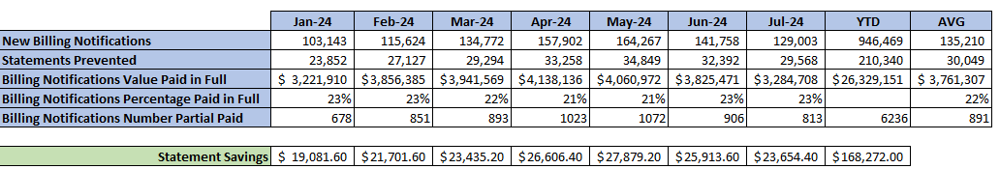 Jan-24 Feb-24 Mar-24 Apr-24 May-24 Jun-24 Jul-24 YTD AVG
New Billing Notifications 103,143 115,624 134,772 157,902 164,267 141,758 129,003 946,469 135,210
Statements Prevented 23,852 27,127 29,294 33,258 34,849 32,392 29,568 210,340 30,049
Billing Notifications Value Paid in Full $ 3,221,910 $3,856,385 $3,941,569 $4,138,136 $4,060,972 $3,825,471 $3,284,708 $26,329,151 $ 3,761,307
Billing Notifications Percentage Paid in Full 23% 23% 22% 21% 21% 23% 23% 22%
Billing Notifications Number Partial Paid 678 851 893 1023 1072 906 813 6236 891
Statement Savings $ 19,081.60 $21,701.60 $23,435.20 $26,606.40 $27,879.20 $25,913.60 $23,654.40 $168,272.00